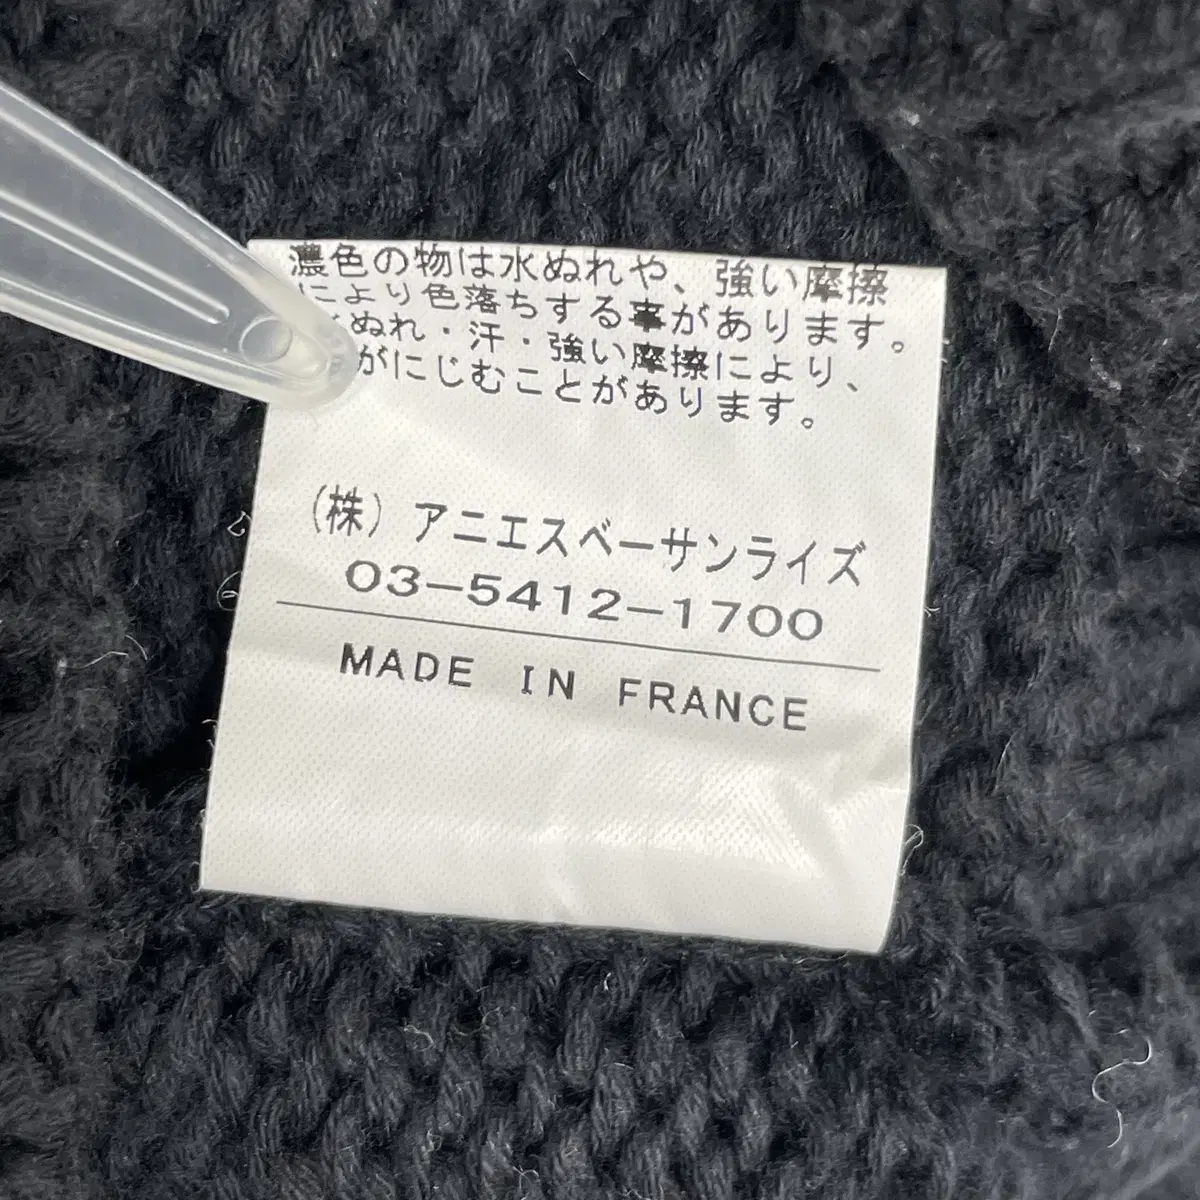 濃色の物は水ぬれや、強い摩擦
により色落ちする事があります。
ぬれ・汗・強い摩擦により、
がにじむことがあります。
(株)アニエスベーサンライズ
03-5412-1700
MADE IN FRANCE